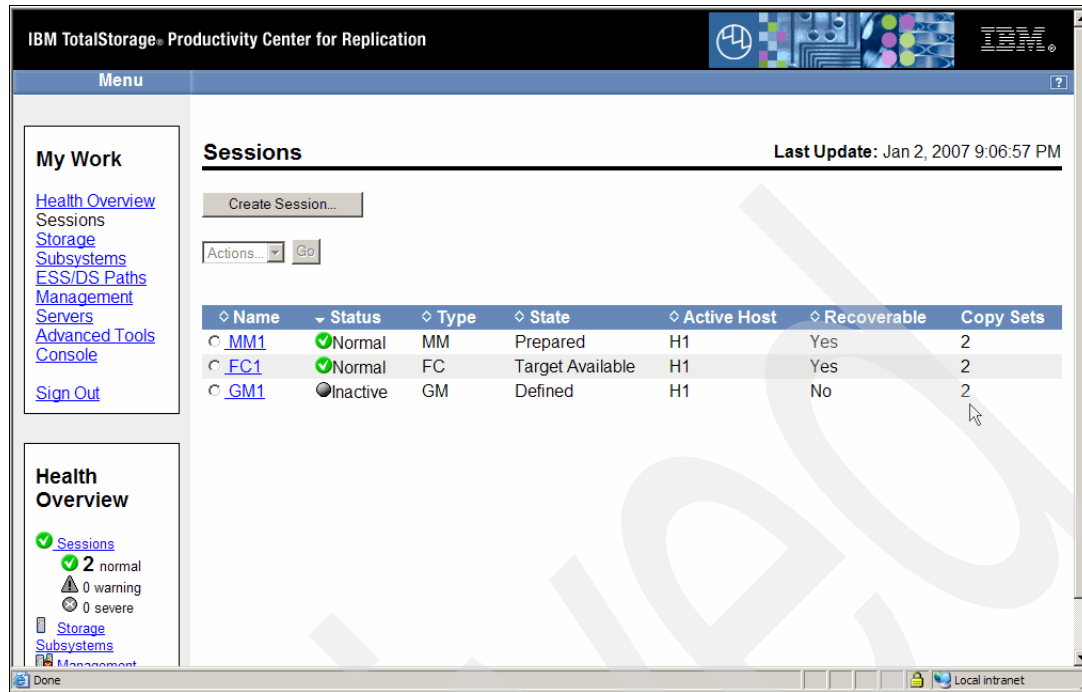 IBM TotalStorage® Productivity Center for Replication
IBM®
Menu
?
My Work
Health Overview
Sessions
Storage
Subsystems
ESS/DS Paths
Management
Servers
Advanced Tools
Console
Sign Out
Health
Overview
Sessions
2 normal
0 warning
0 severe
Storage
Subsystems
Management
Sessions
Last Update: Jan 2, 2007 9:06:57 PM
Create Session...
Actions... Go
Name Status Type State Active Host Recoverable Copy Sets
MM1 Normal MM Prepared H1 Yes 2
FC1 Normal FC Target Available H1 Yes 2
GM1 Inactive GM Defined H1 No 2
Done
Local intranet